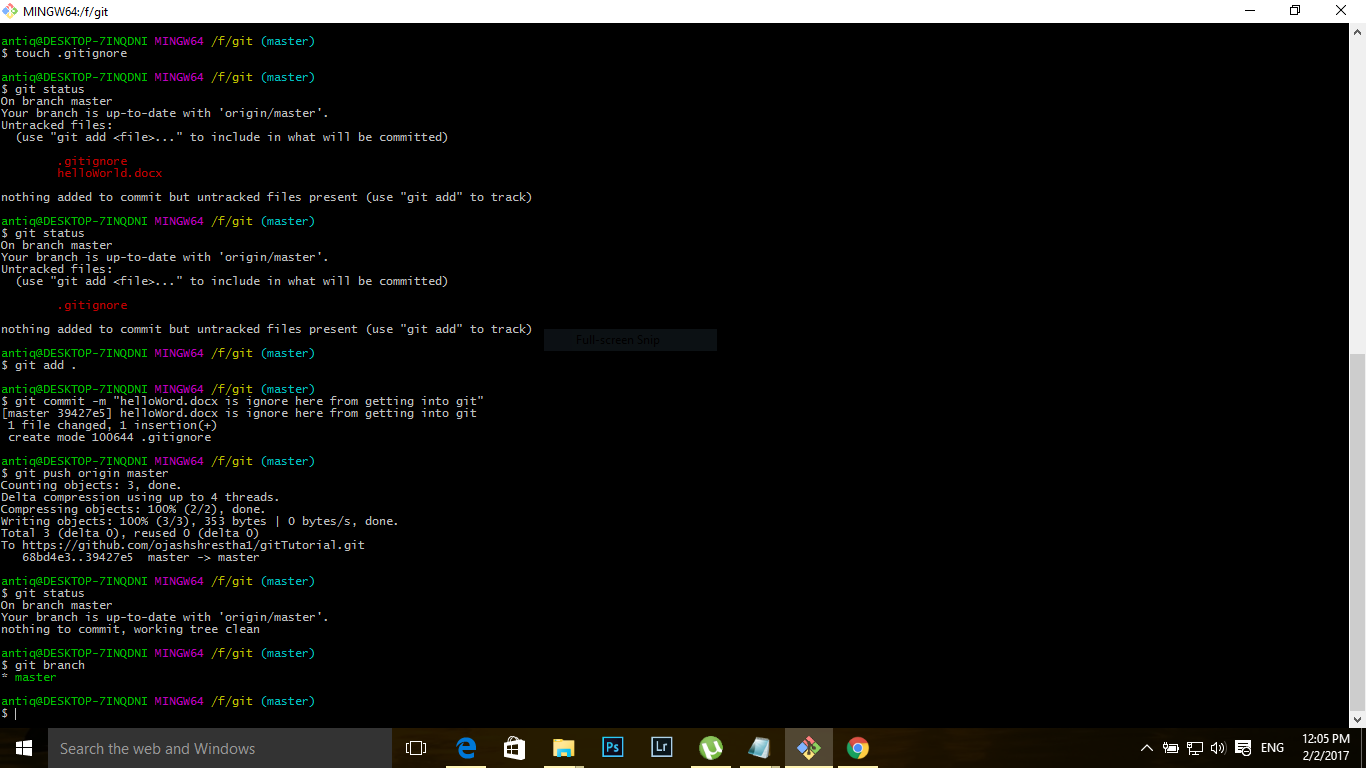 MINGW64:/f/git
antiq@DESKTOP-7INQDNI MINGW64 /f/git (master)
$ touch .gitignore
antiq@DESKTOP-7INQDNI MINGW64 /f/git (master)
$ git status
On branch master
Your branch is up-to-date with 'origin/master'.
Untracked files:
  (use "git add <file>..." to include in what will be committed)
        .gitignore
        helloWorld.docx
nothing added to commit but untracked files present (use "git add" to track)
antiq@DESKTOP-7INQDNI MINGW64 /f/git (master)
$ git status
On branch master
Your branch is up-to-date with 'origin/master'.
Untracked files:
  (use "git add <file>..." to include in what will be committed)
        .gitignore
nothing added to commit but untracked files present (use "git add" to track)
Full-screen Snip
antiq@DESKTOP-7INQDNI MINGW64 /f/git (master)
$ git add .
antiq@DESKTOP-7INQDNI MINGW64 /f/git (master)
$ git commit -m "helloWord.docx is ignore here from getting into git"
[master 39427e5] helloWord.docx is ignore here from getting into git
 1 file changed, 1 insertion(+)
 create mode 100644 .gitignore
antiq@DESKTOP-7INQDNI MINGW64 /f/git (master)
$ git push origin master
Counting objects: 3, done.
Delta compression using up to 4 threads.
Compressing objects: 100% (2/2), done.
Writing objects: 100% (3/3), 353 bytes | 0 bytes/s, done.
Total 3 (delta 0), reused 0 (delta 0)
To https://github.com/ojashshrestha1/gitTutorial.git
   68bd4e3..39427e5  master -> master
antiq@DESKTOP-7INQDNI MINGW64 /f/git (master)
$ git status
On branch master
Your branch is up-to-date with 'origin/master'.
nothing to commit, working tree clean
antiq@DESKTOP-7INQDNI MINGW64 /f/git (master)
$ git branch
* master
antiq@DESKTOP-7INQDNI MINGW64 /f/git (master)
$
Search the web and Windows
Ps
Lr
ENG
12:05 PM
2/2/2017